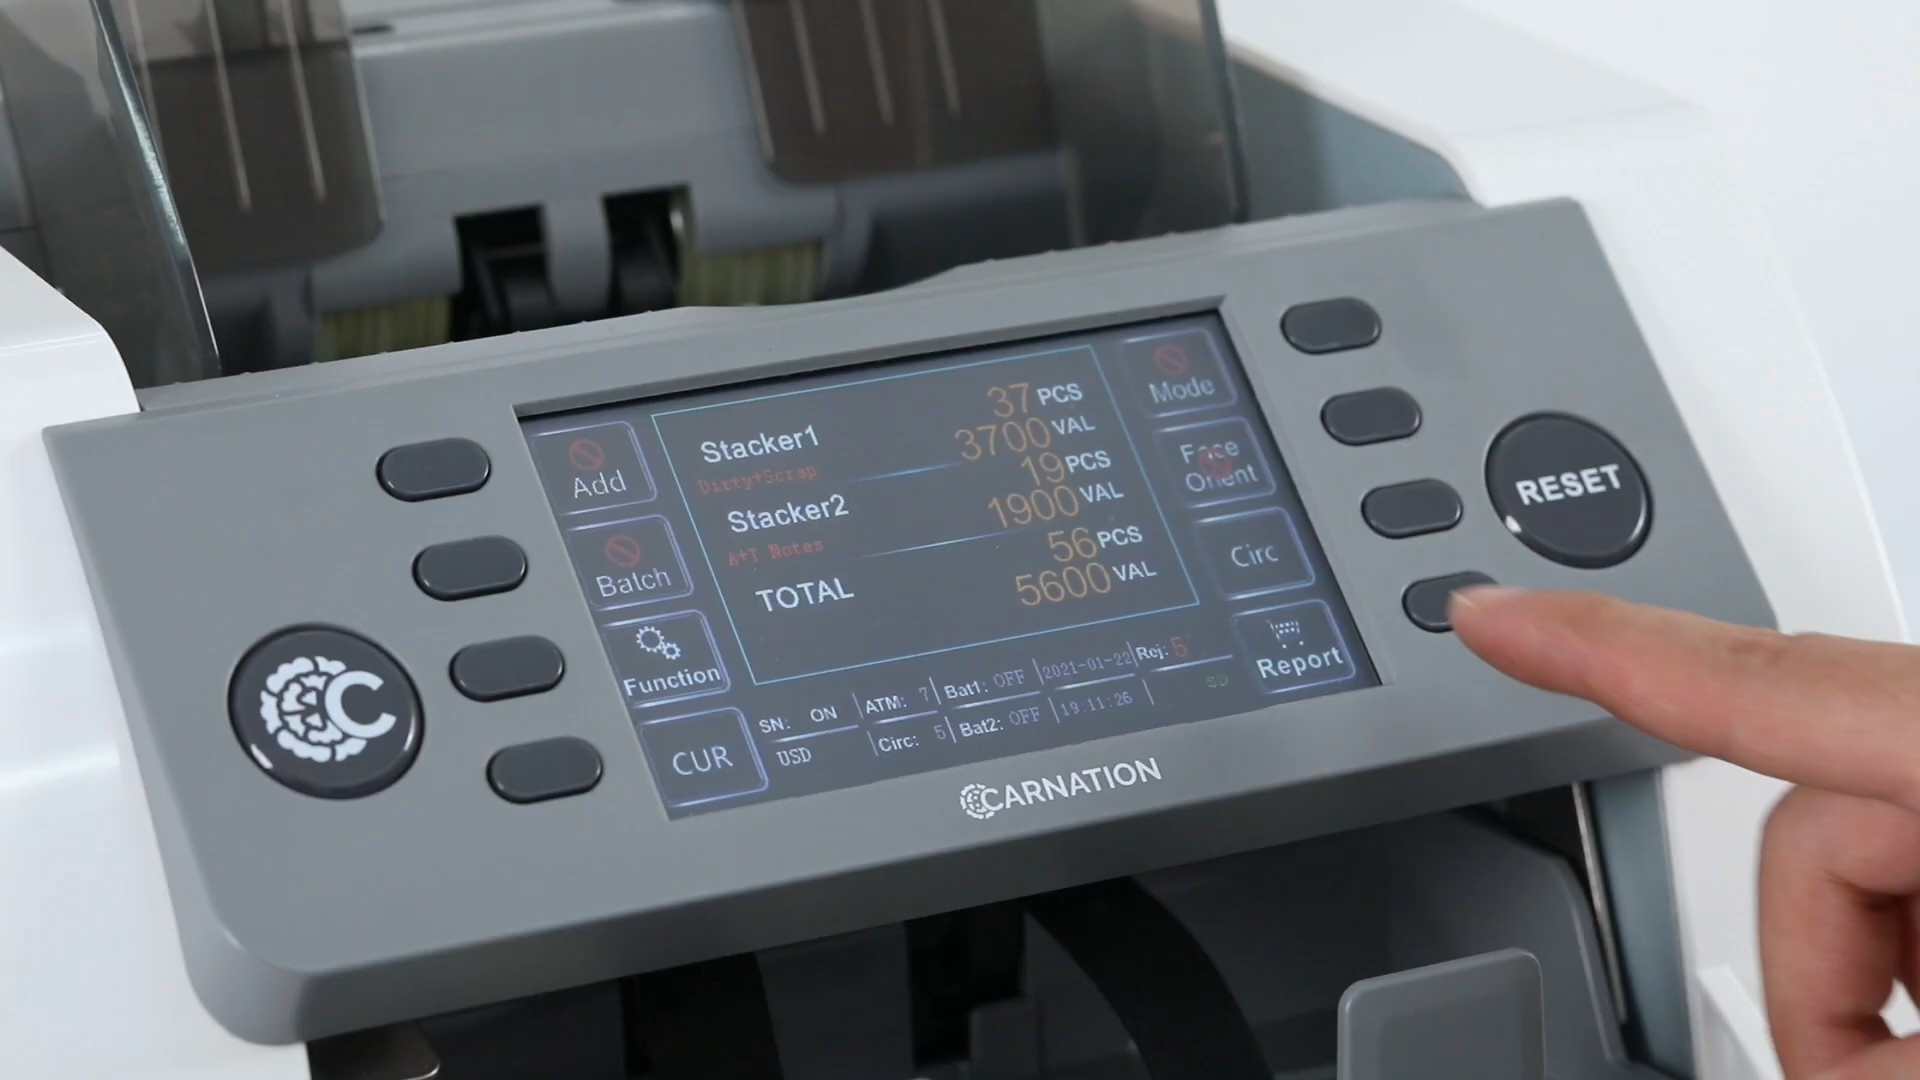 Add
Batch
Function
CUR
Stacker1
37 PCS
3700 VAL
Dirty+Scrap
19 PCS
Stacker2
1900 VAL
A+T Notes
56 PCS
TOTAL
5600 VAL
SN: ON
ATM: 7
Bat1: OFF
2021-01-22
Rej: 5
USD
Circ: 5
Bat2: OFF
19:11:26
SD
Mode
Face
Orient
Circ
Report
RESET
C
CARNATION